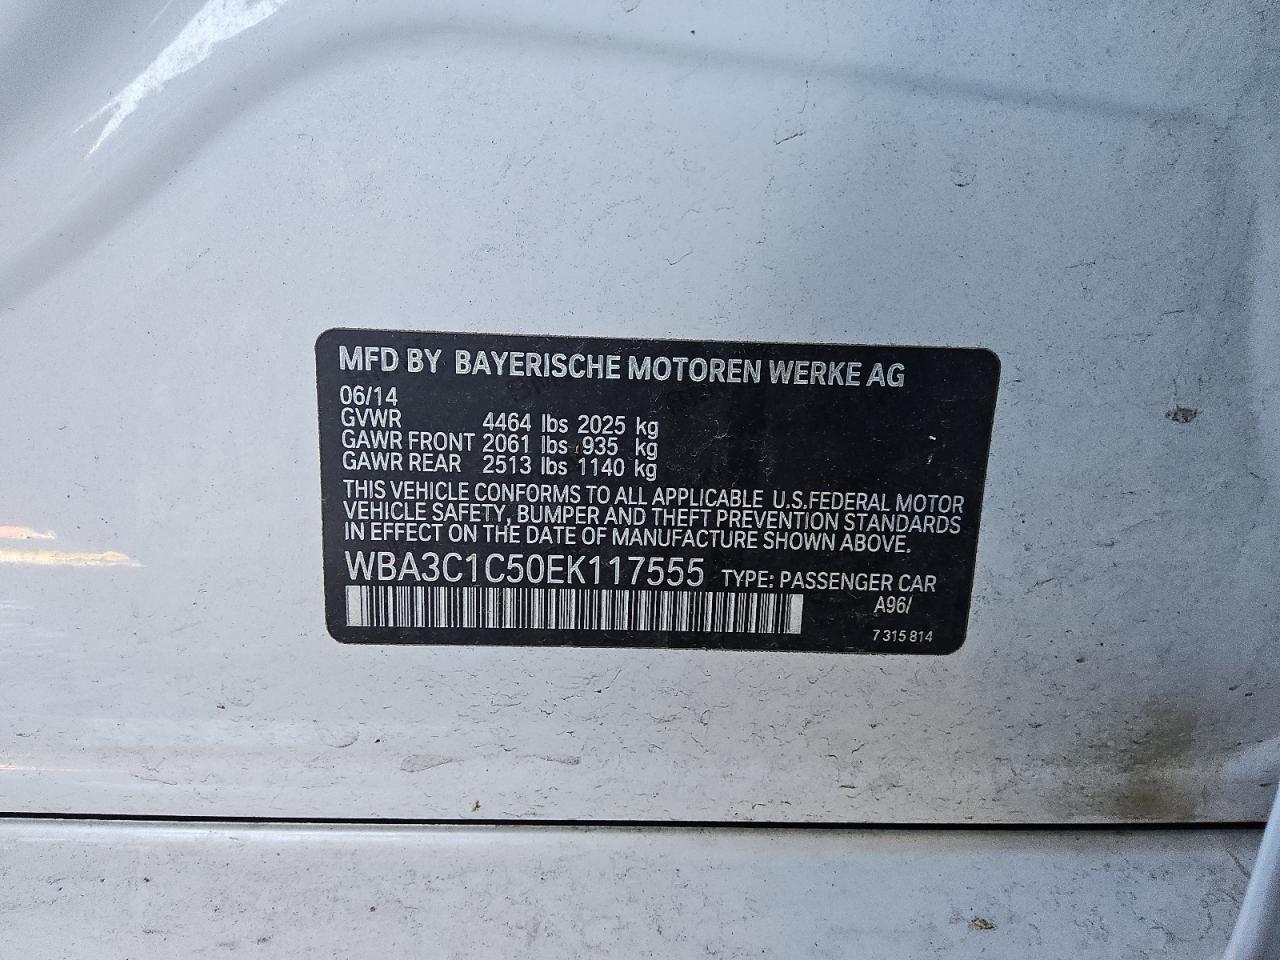 MFD BY BAYERISCHE MOTOREN WERKE AG
06/14
GVWR 4464 lbs 2025 kg
GAWR FRONT 2061 lbs 935 kg
GAWR REAR 2513 lbs 1140 kg
THIS VEHICLE CONFORMS TO ALL APPLICABLE U.S.FEDERAL MOTOR
VEHICLE SAFETY, BUMPER AND THEFT PREVENTION STANDARDS
IN EFFECT ON THE DATE OF MANUFACTURE SHOWN ABOVE.
WBA3C1C50EK117555 TYPE: PASSENGER CAR
A96/
7 315 814